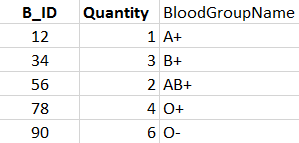 B_ID Quantity BloodGroupName
12 1 A+
34 3 B+
56 2 AB+
78 4 O+
90 6 O-